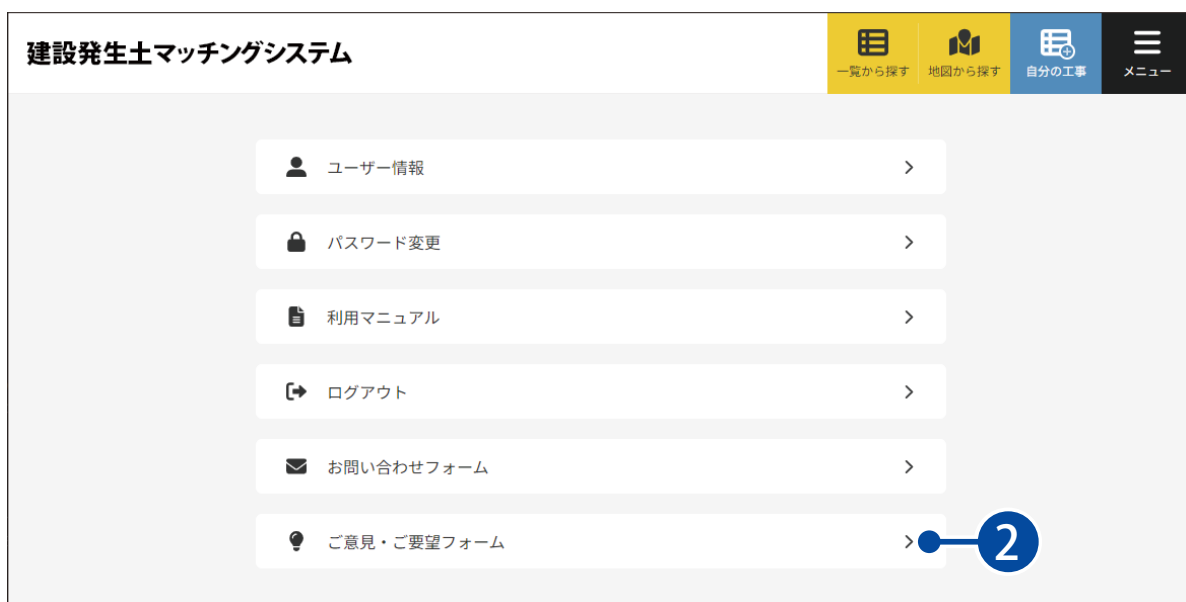 建設発生土マッチングシステム
一覧から探す
地図から探す
自分の工事
メニュー
ユーザー情報
パスワード変更
利用マニュアル
ログアウト
お問い合わせフォーム
ご意見・ご要望フォーム
2